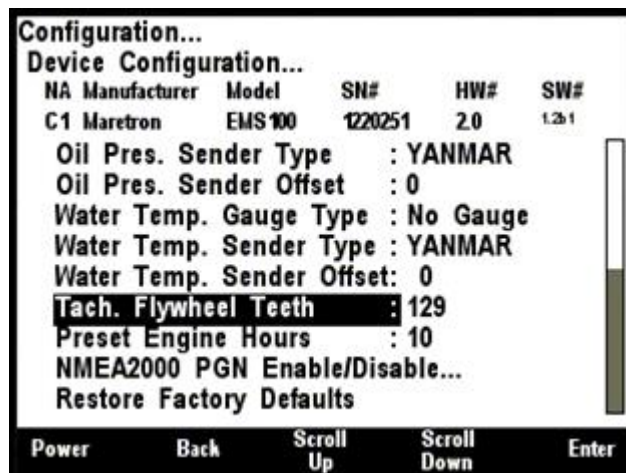 Configuration...
Device Configuration...
NA Manufacturer Model SN# HW# SW#
C1 Maretron EMS100 1220251 2.0 1.2b1
Oil Pres. Sender Type : YANMAR
Oil Pres. Sender Offset : 0
Water Temp. Gauge Type : No Gauge
Water Temp. Sender Type : YANMAR
Water Temp. Sender Offset: 0
Tach. Flywheel Teeth : 129
Preset Engine Hours : 10
NMEA2000 PGN Enable/Disable...
Restore Factory Defaults
Power Back Scroll Up Scroll Down Enter